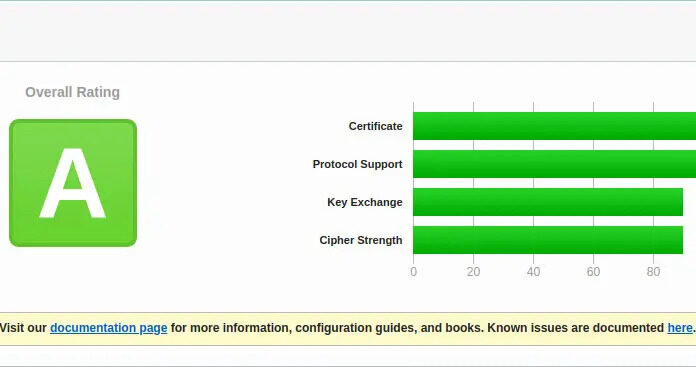 Overall Rating
A
Certificate
Protocol Support
Key Exchange
Cipher Strength
0 20 40 60 80
Visit our documentation page for more information, configuration guides, and books. Known issues are documented here.